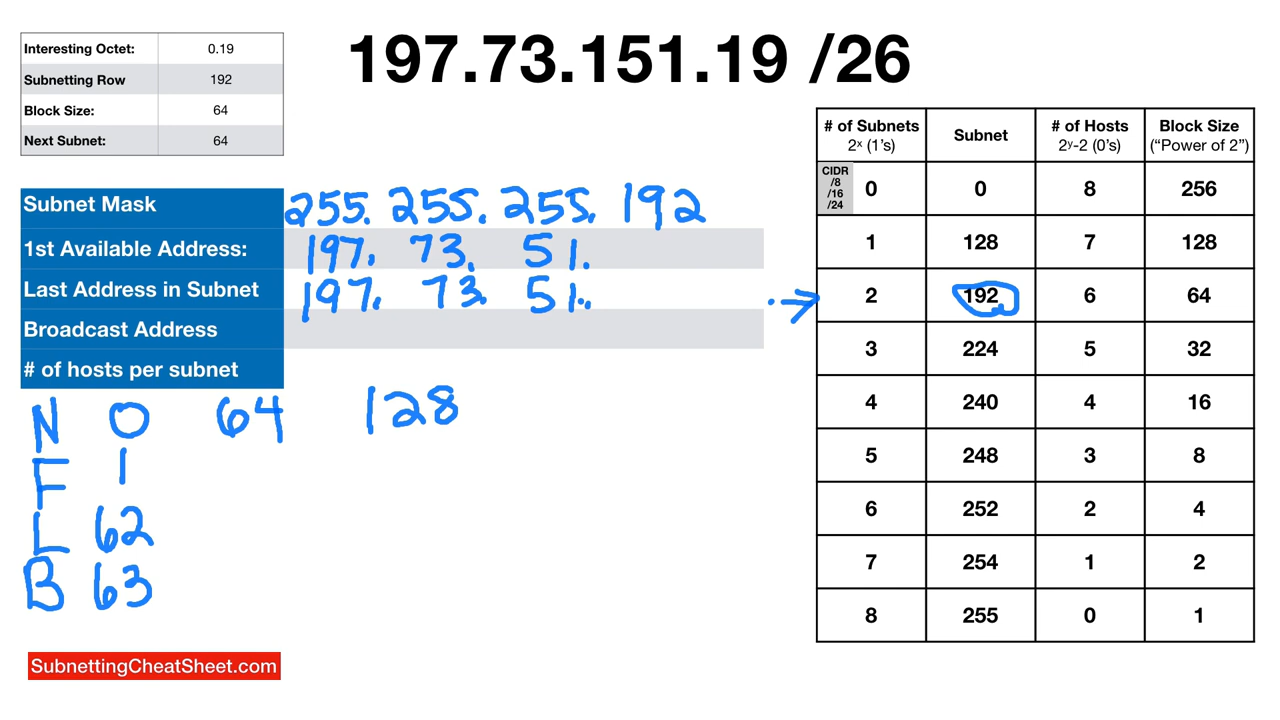 197.73.151.19 /26
Interesting Octet: 0.19
Subnetting Row 192
Block Size: 64
Next Subnet: 64
Subnet Mask 255. 255. 255. 192
1st Available Address: 197. 73. 51.
Last Address in Subnet 197. 73. 51..
Broadcast Address
# of hosts per subnet
N 0 64 128
F 1
L 62
B 63
SubnettingCheatSheet.com
# of Subnets Subnet # of Hosts Block Size
2ˣ (1's) 2ʸ-2 (0's) ("Power of 2")
CIDR
/8
/16
/24
0 0 8 256
1 128 7 128
2 192 6 64
3 224 5 32
4 240 4 16
5 248 3 8
6 252 2 4
7 254 1 2
8 255 0 1